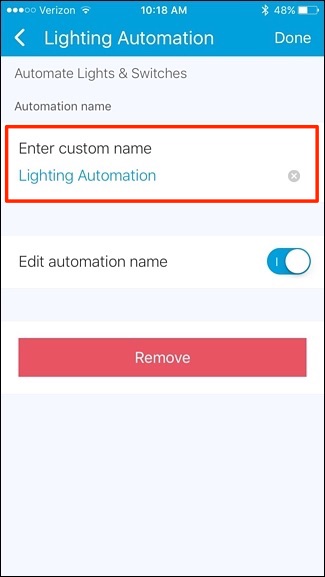 Verizon 10:18 AM 48%
Lighting Automation Done
Automate Lights & Switches
Automation name
Enter custom name
Lighting Automation
Edit automation name
Remove